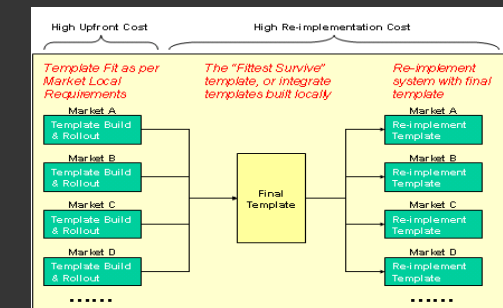 High Upfront Cost
High Re-implementation Cost
Template Fit as per
Market Local
Requirements
The "Fittest Survive"
template, or integrate
templates built locally
Re-implement
system with final
template
Market A
Template Build
& Rollout
Market B
Template Build
& Rollout
Market C
Template Build
& Rollout
Market D
Template Build
& Rollout
......
Final
Template
Market A
Re-implement
Template
Market B
Re-implement
Template
Market C
Re-implement
Template
Market D
Re-implement
Template
......